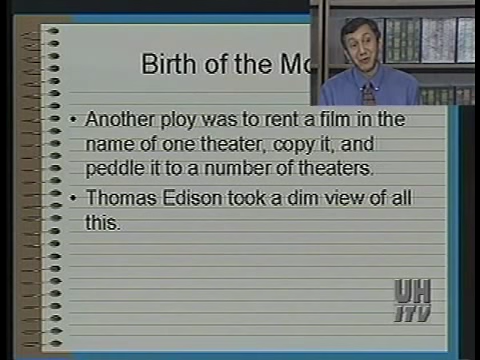 Birth of the Mo
• Another ploy was to rent a film in the
name of one theater, copy it, and
peddle it to a number of theaters.
• Thomas Edison took a dim view of all
this.
UH
ITV